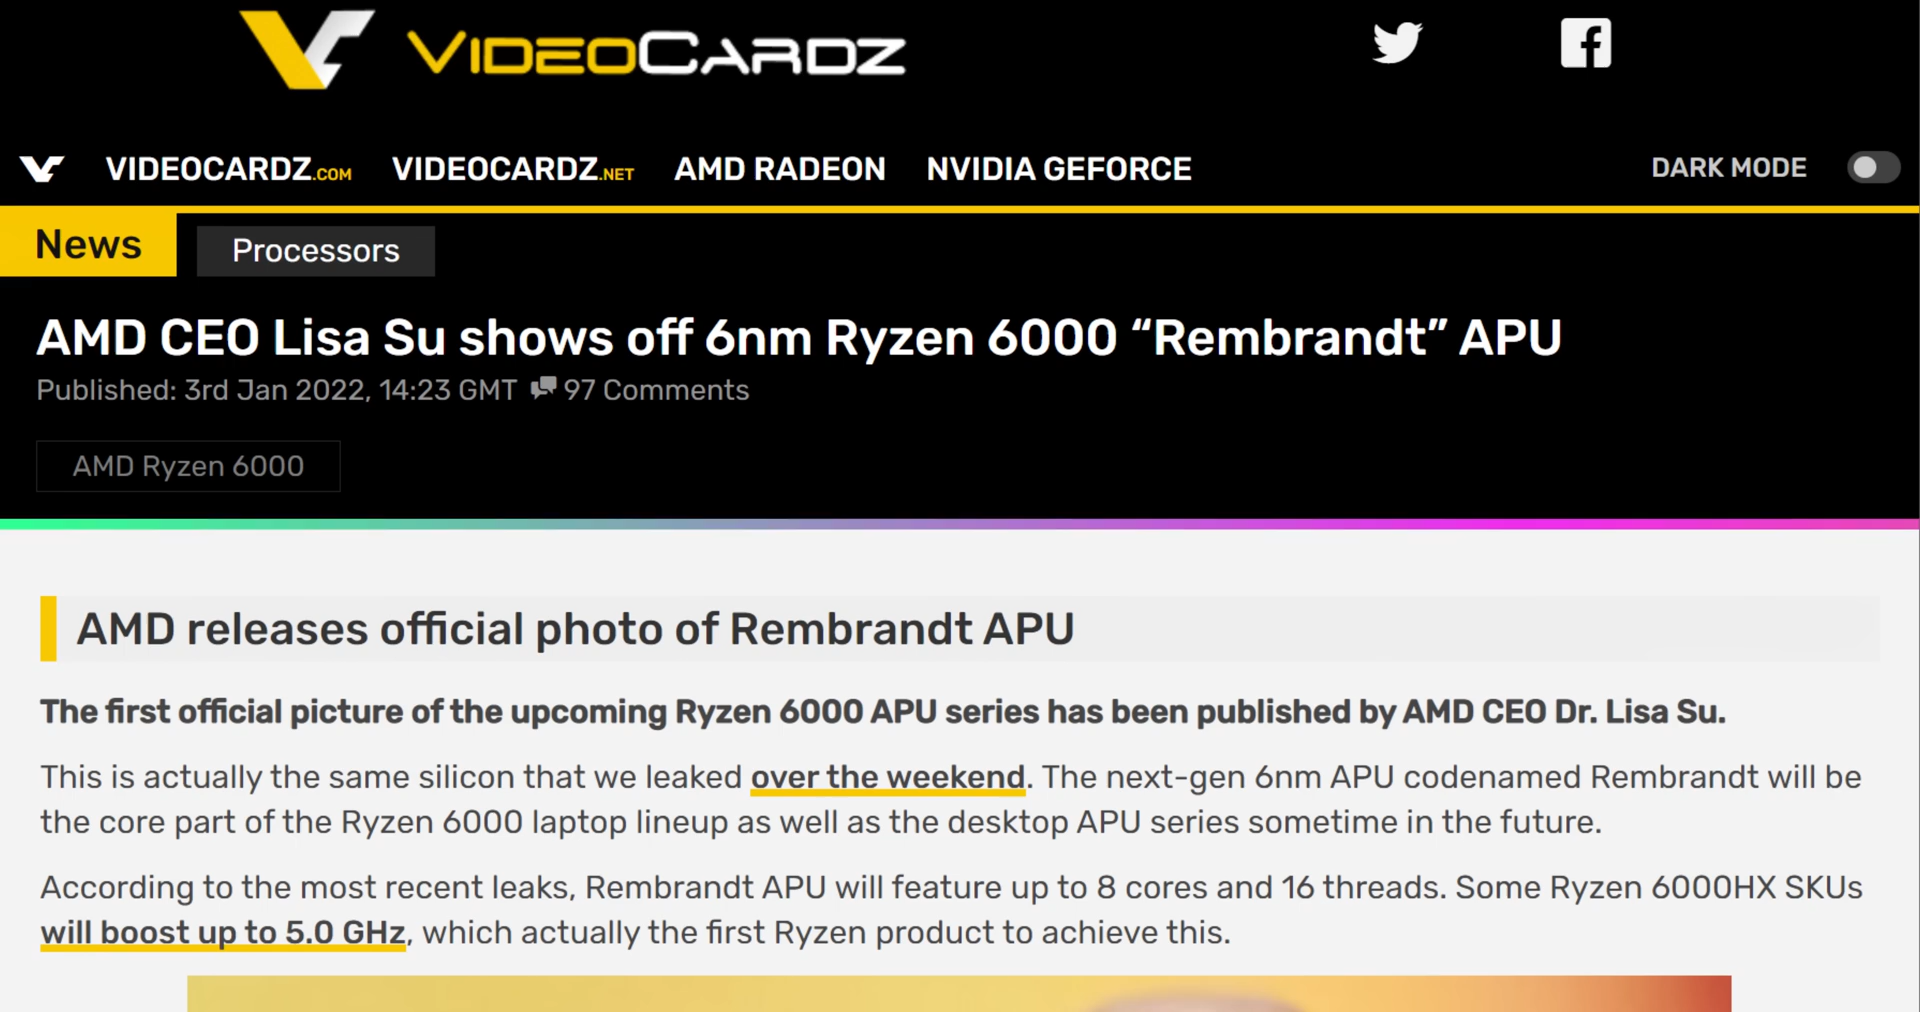 VIDEOCARDZ
VIDEOCARDZ.COM VIDEOCARDZ.NET AMD RADEON NVIDIA GEFORCE DARK MODE
News Processors
AMD CEO Lisa Su shows off 6nm Ryzen 6000 “Rembrandt” APU
Published: 3rd Jan 2022, 14:23 GMT 97 Comments
AMD Ryzen 6000
AMD releases official photo of Rembrandt APU
The first official picture of the upcoming Ryzen 6000 APU series has been published by AMD CEO Dr. Lisa Su.
This is actually the same silicon that we leaked over the weekend. The next-gen 6nm APU codenamed Rembrandt will be
the core part of the Ryzen 6000 laptop lineup as well as the desktop APU series sometime in the future.
According to the most recent leaks, Rembrandt APU will feature up to 8 cores and 16 threads. Some Ryzen 6000HX SKUs
will boost up to 5.0 GHz, which actually the first Ryzen product to achieve this.